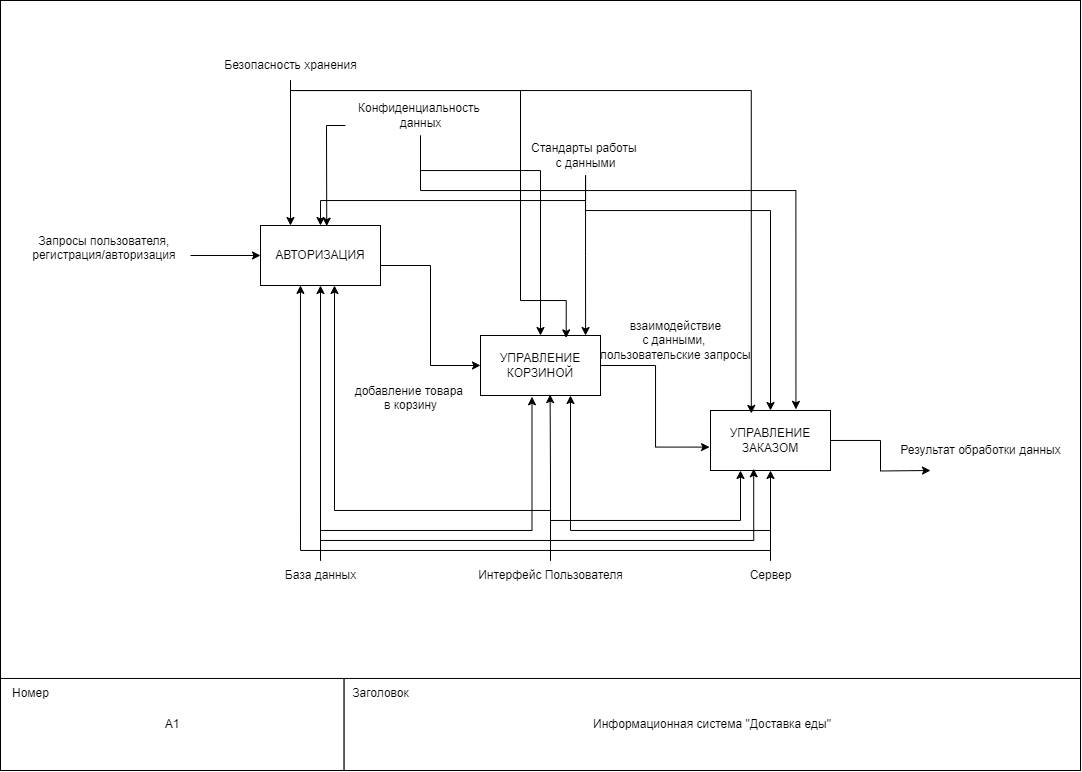 Безопасность хранения
Конфиденциальность
данных
Стандарты работы
с данными
Запросы пользователя,
регистрация/авторизация
АВТОРИЗАЦИЯ
взаимодействие
с данными,
пользовательские запросы
УПРАВЛЕНИЕ
КОРЗИНОЙ
добавление товара
в корзину
УПРАВЛЕНИЕ
ЗАКАЗОМ
Результат обработки данных
База данных
Интерфейс Пользователя
Сервер
Номер
А1
Заголовок
Информационная система "Доставка еды"